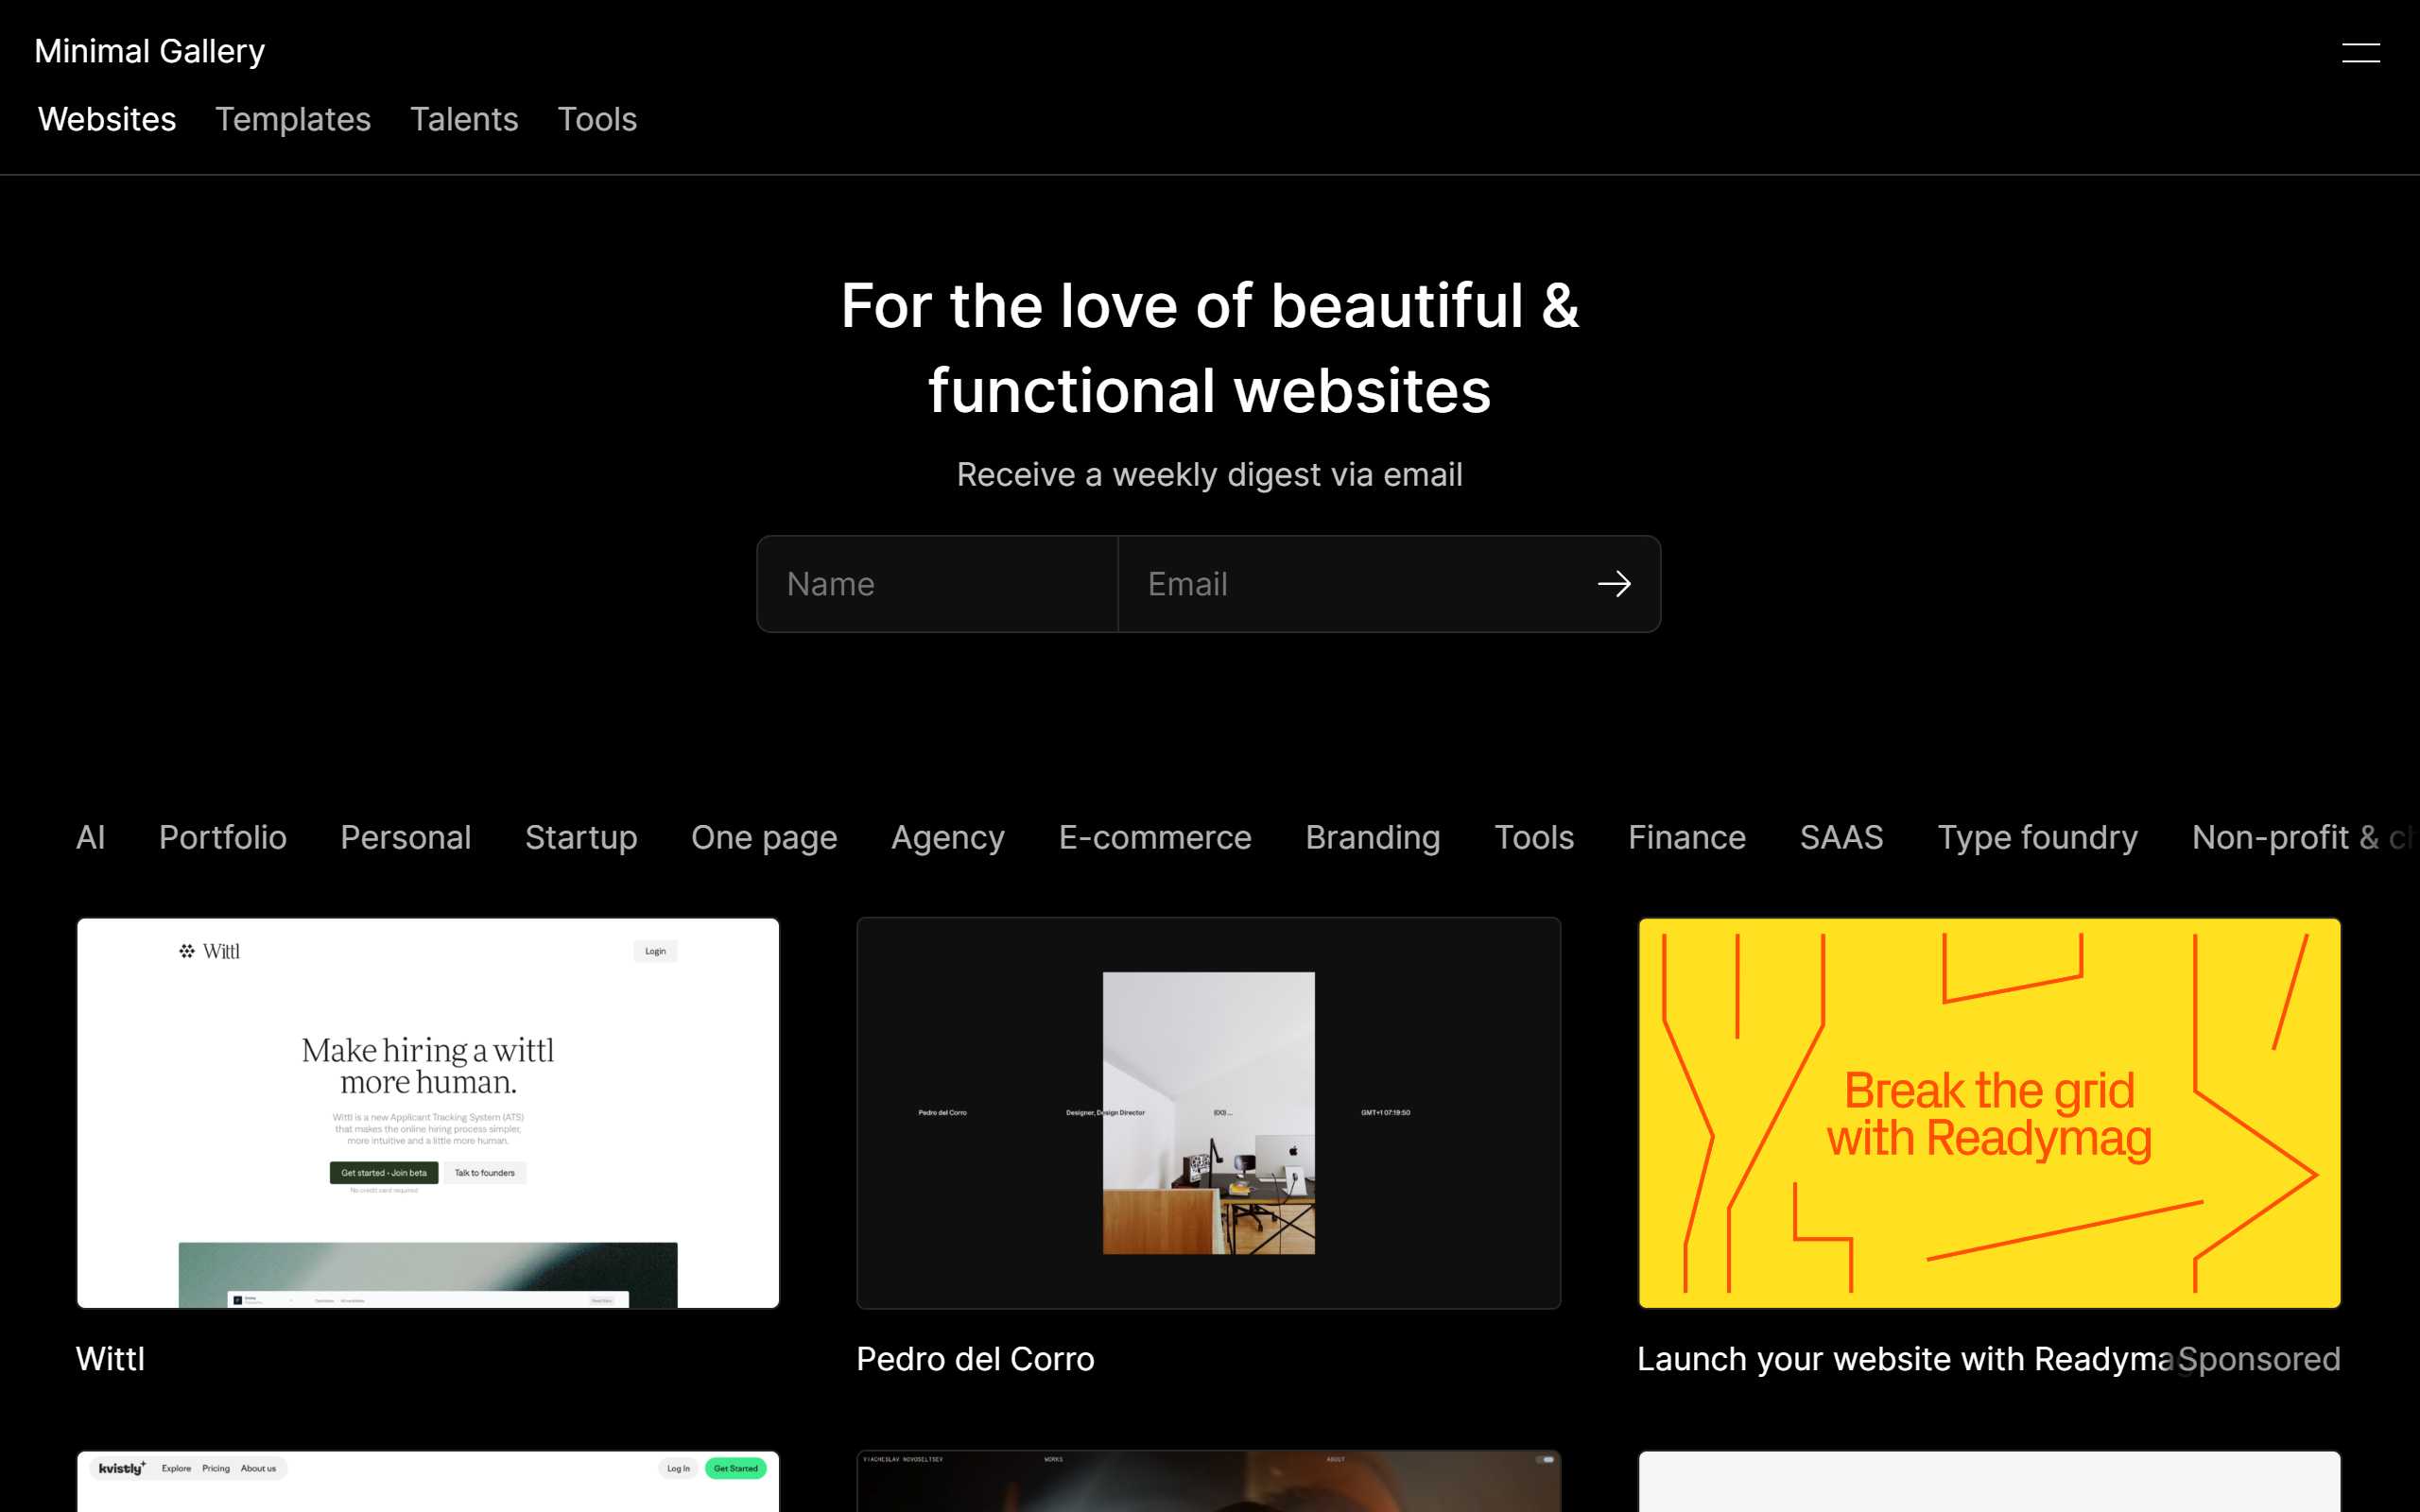 Minimal Gallery
Websites Templates Talents Tools
For the love of beautiful &
functional websites
Receive a weekly digest via email
Name Email
AI Portfolio Personal Startup One page Agency E-commerce Branding Tools Finance SAAS Type foundry Non-profit & ch
Wittl Login
Make hiring a wittl
more human.
Wittl is a new Applicant Tracking System (ATS)
that makes the online hiring process simpler,
more intuitive and a little more human.
Get started • Join beta Talk to founders
No credit card required
Pedro del Corro Designer, Design Director GMT+1 07:19:50
Break the grid
with Readymag
Wittl
Pedro del Corro
Launch your website with Readyma Sponsored
kvistly+ Explore Pricing About us Log In Get Started
VIACHESLAV NOVOSELTSEV WORKS ABOUT